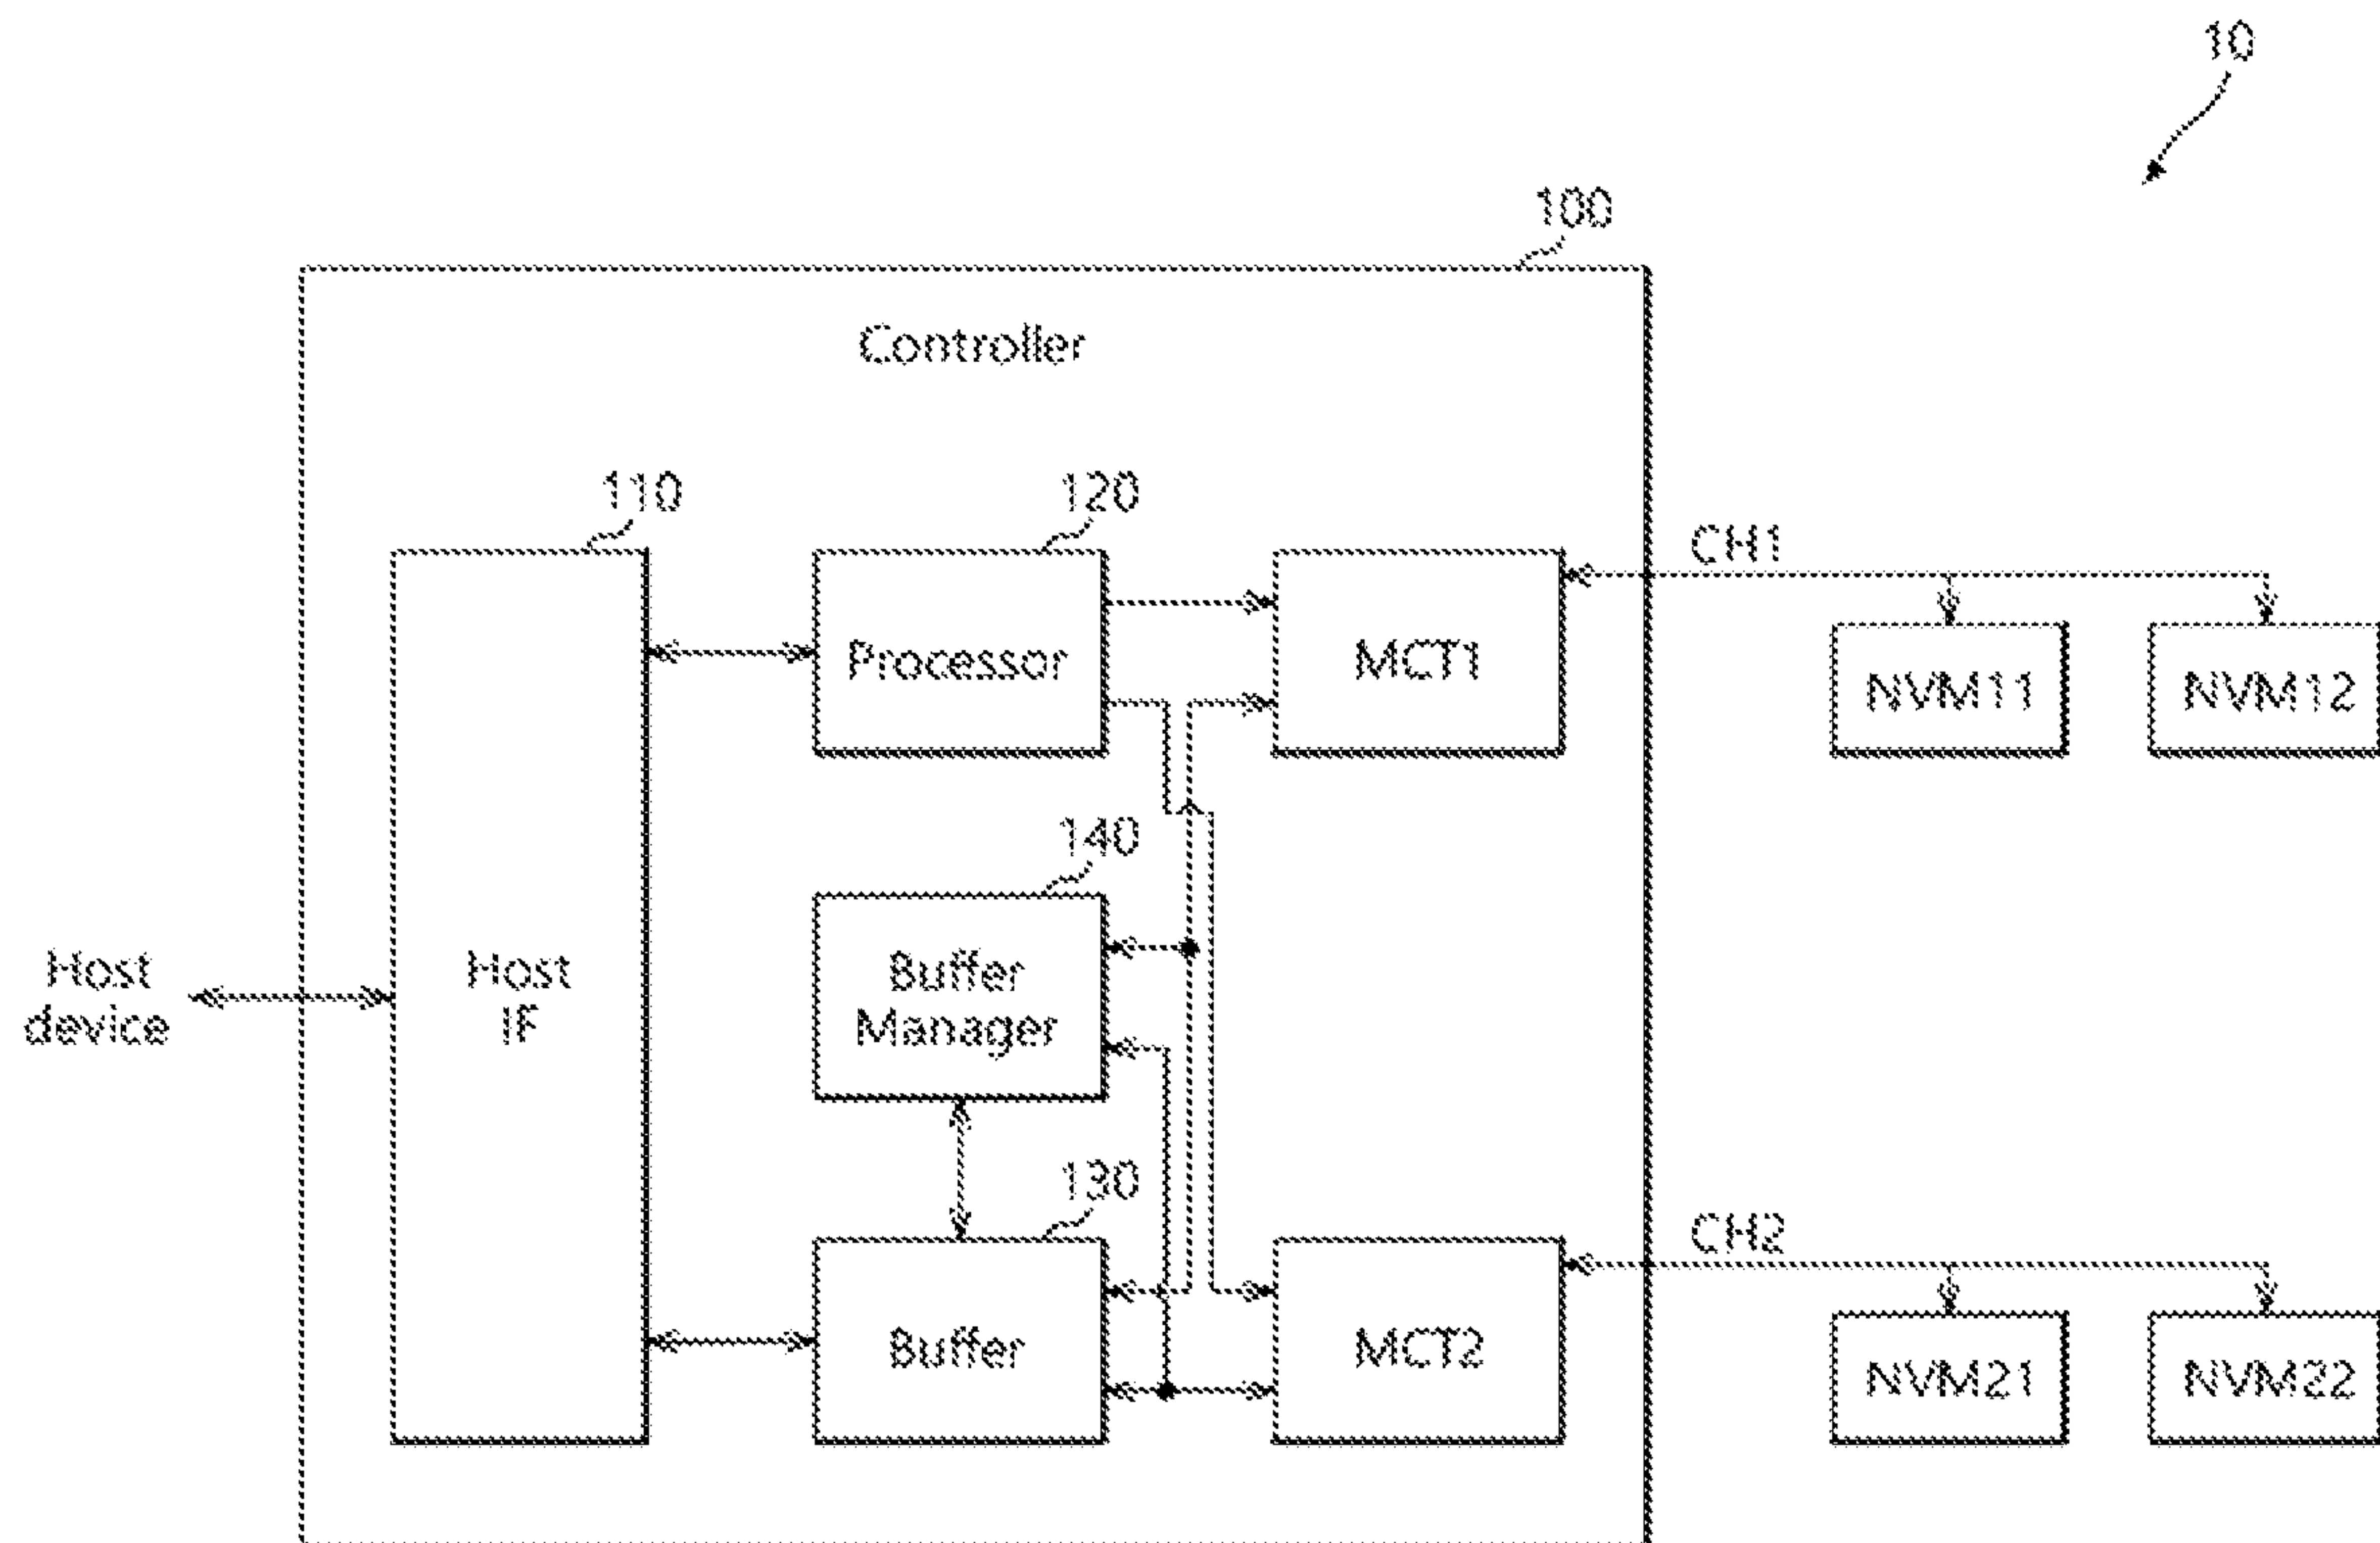 10
100
Controller
110
120
CH1
Processor
MCT1
NVM11
NVM12
140
Host
device
Host
IF
Buffer
Manager
130
CH2
Buffer
MCT2
NVM21
NVM22